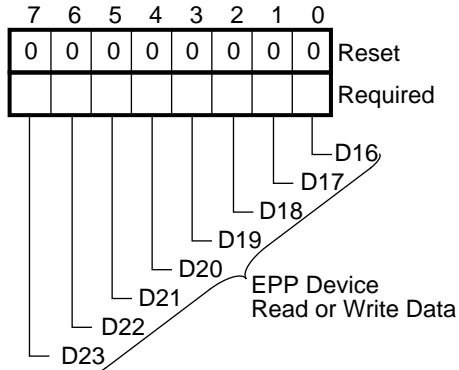 7 6 5 4 3 2 1 0
0 0 0 0 0 0 0 0 Reset
Required
D16
D17
D18
D19
D20
D21
D22
D23
EPP Device
Read or Write Data